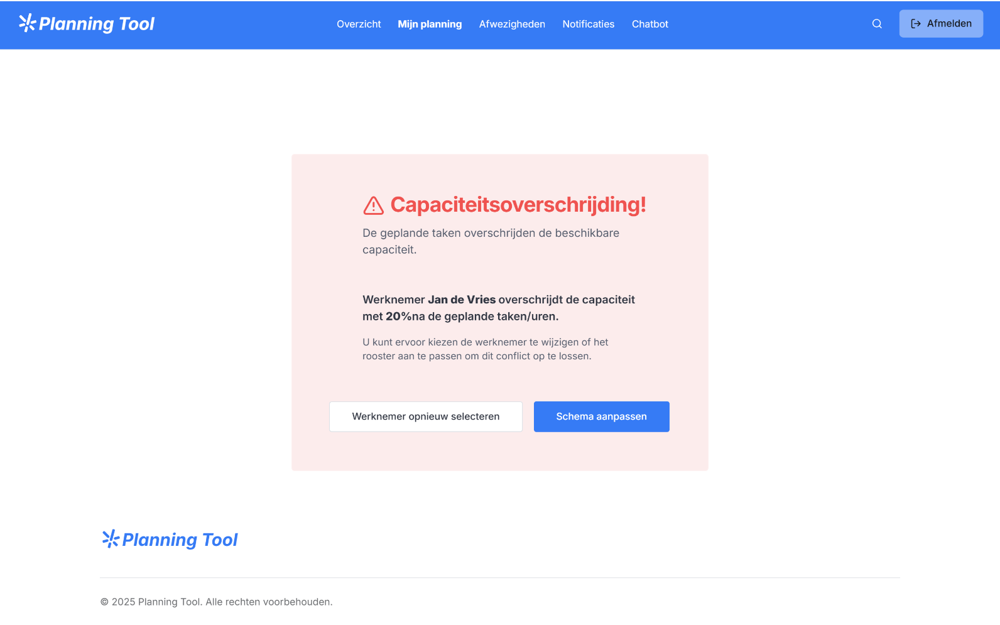 Planning Tool
Overzicht
Mijn planning
Afwezigheden
Notificaties
Chatbot
Afmelden
Capaciteitsoverschrijding!
De geplande taken overschrijden de beschikbare
capaciteit.
Werknemer Jan de Vries overschrijdt de capaciteit
met 20%na de geplande taken/uren.
U kunt ervoor kiezen de werknemer te wijzigen of het
rooster aan te passen om dit conflict op te lossen.
Werknemer opnieuw selecteren
Schema aanpassen
Planning Tool
© 2025 Planning Tool. Alle rechten voorbehouden.